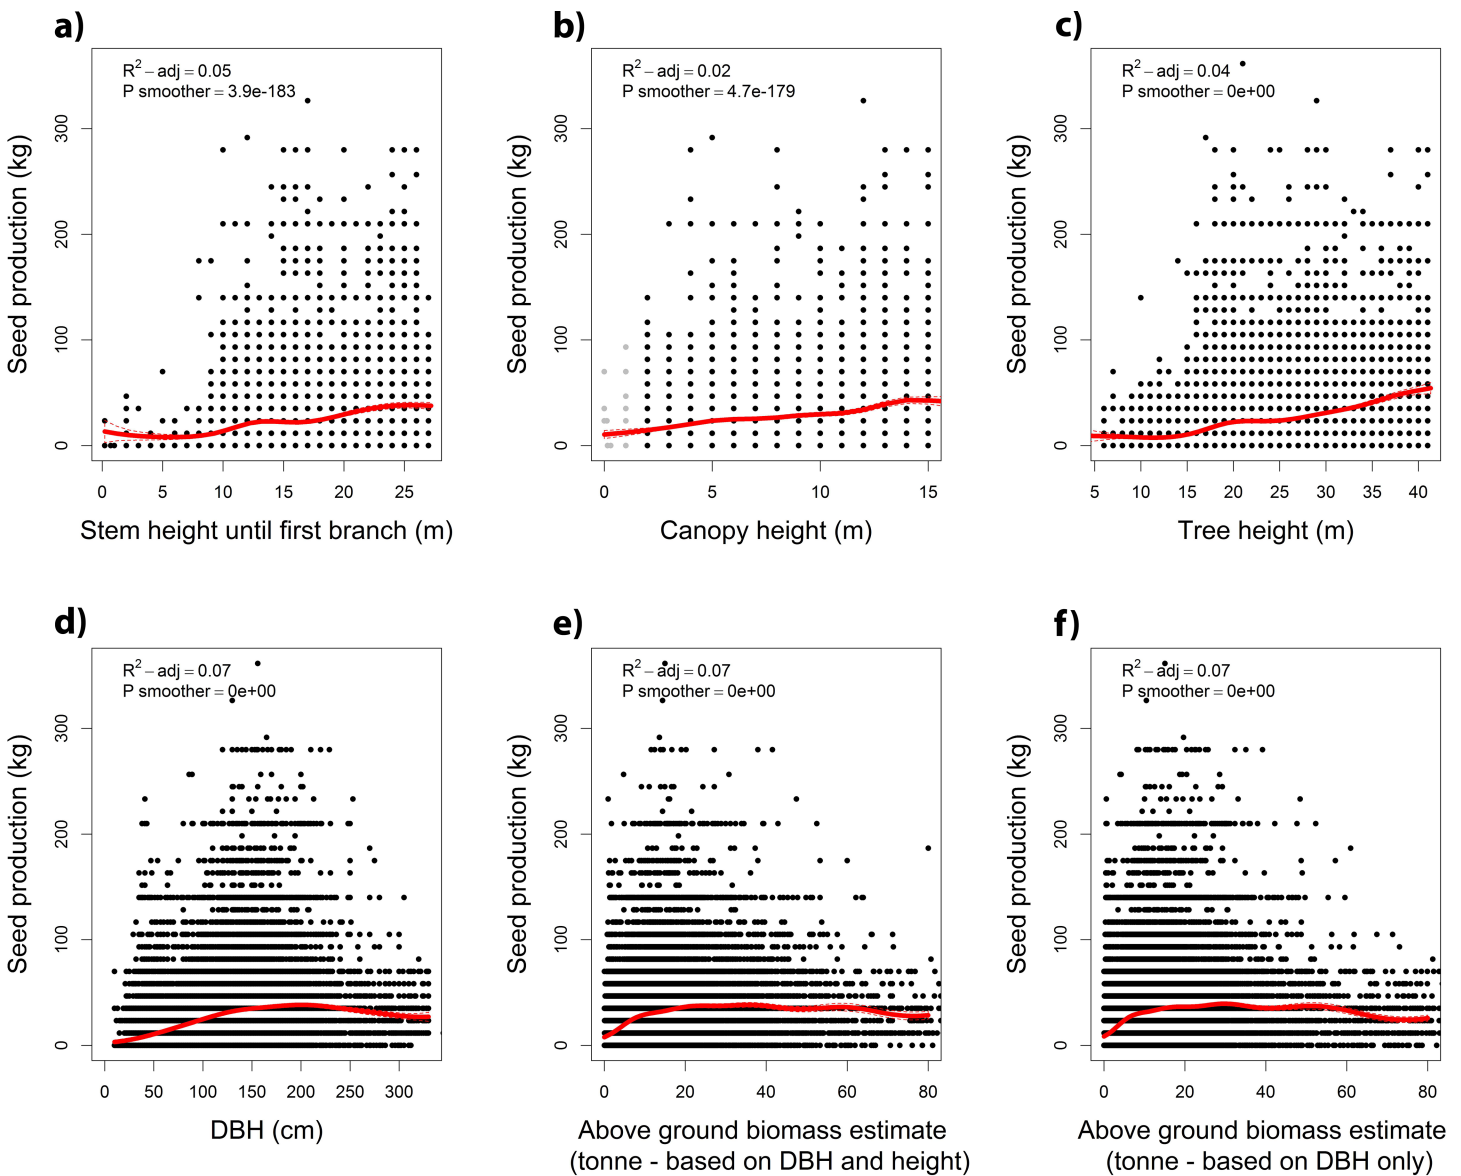 a)
R² – adj = 0.05
P smoother = 3.9e-183
Seed production (kg)
300
200
100
0
0 5 10 15 20 25
Stem height until first branch (m)
b)
R² – adj = 0.02
P smoother = 4.7e-179
Seed production (kg)
300
200
100
0
0 5 10 15
Canopy height (m)
c)
R² – adj = 0.04
P smoother = 0e+00
Seed production (kg)
300
200
100
0
5 10 15 20 25 30 35 40
Tree height (m)
d)
R² – adj = 0.07
P smoother = 0e+00
Seed production (kg)
300
200
100
0
0 50 100 150 200 250 300
DBH (cm)
e)
R² – adj = 0.07
P smoother = 0e+00
Seed production (kg)
300
200
100
0
0 20 40 60 80
Above ground biomass estimate
(tonne - based on DBH and height)
f)
R² – adj = 0.07
P smoother = 0e+00
Seed production (kg)
300
200
100
0
0 20 40 60 80
Above ground biomass estimate
(tonne - based on DBH only)